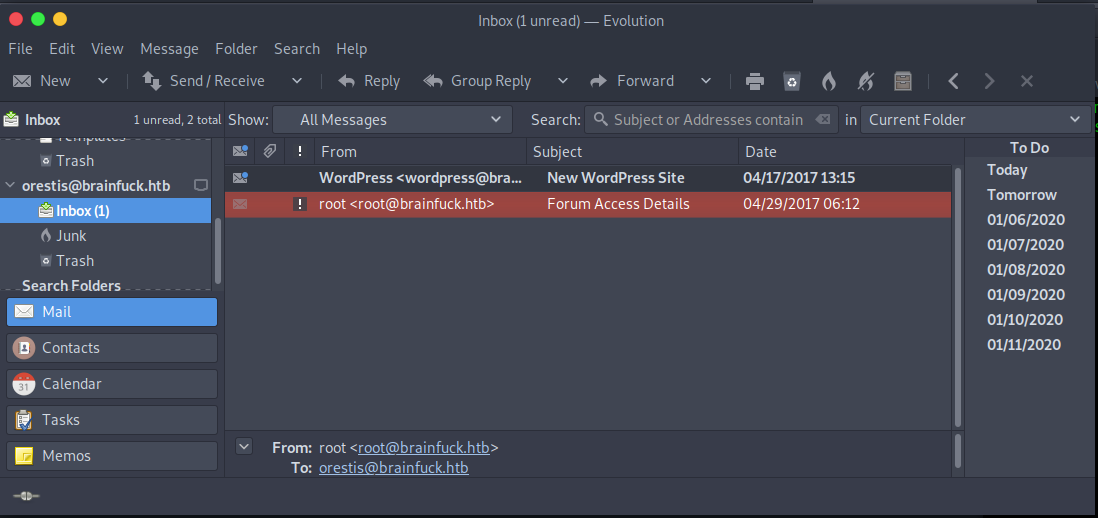 Inbox (1 unread) — Evolution
File Edit View Message Folder Search Help
New Send / Receive Reply Group Reply Forward
Inbox 1 unread, 2 total Show: All Messages Search: Subject or Addresses contain in Current Folder
Templates
Trash
orestis@brainfuck.htb
Inbox (1)
Junk
Trash
Search Folders
Mail
Contacts
31 Calendar
Tasks
Memos
! From Subject Date
WordPress <wordpress@bra... New WordPress Site 04/17/2017 13:15
! root <root@brainfuck.htb> Forum Access Details 04/29/2017 06:12
From: root <root@brainfuck.htb>
To: orestis@brainfuck.htb
To Do
Today
Tomorrow
01/06/2020
01/07/2020
01/08/2020
01/09/2020
01/10/2020
01/11/2020